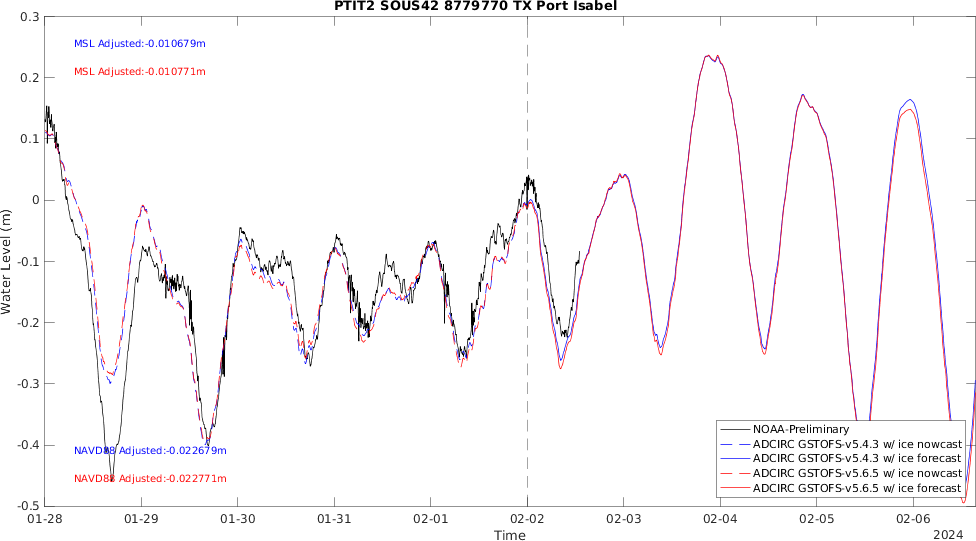 PTIT2 SOUS42 8779770 TX Port Isabel
0.3
MSL Adjusted:-0.010679m
MSL Adjusted:-0.010771m
0.2
0.1
0
-0.1
-0.2
-0.3
-0.4
-0.5
Water Level (m)
NAVD88 Adjusted:-0.022679m
NAVD88 Adjusted:-0.022771m
NOAA-Preliminary
ADCIRC GSTOFS-v5.4.3 w/ ice nowcast
ADCIRC GSTOFS-v5.4.3 w/ ice forecast
ADCIRC GSTOFS-v5.6.5 w/ ice nowcast
ADCIRC GSTOFS-v5.6.5 w/ ice forecast
01-28 01-29 01-30 01-31 02-01 02-02 02-03 02-04 02-05 02-06
Time
2024